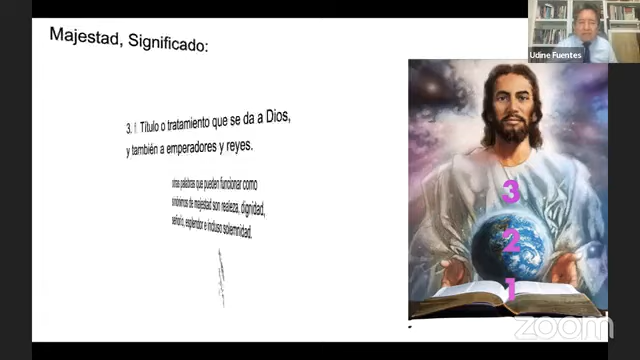 Majestad, Significado:
Udine Fuentes
3. f. Título o tratamiento que se da a Dios,
y también a emperadores y reyes.
otras palabras que pueden funcionar como
sinónimos de majestad son realeza, dignidad,
señorío, esplendor e incluso solemnidad.
3
2
1
zoom